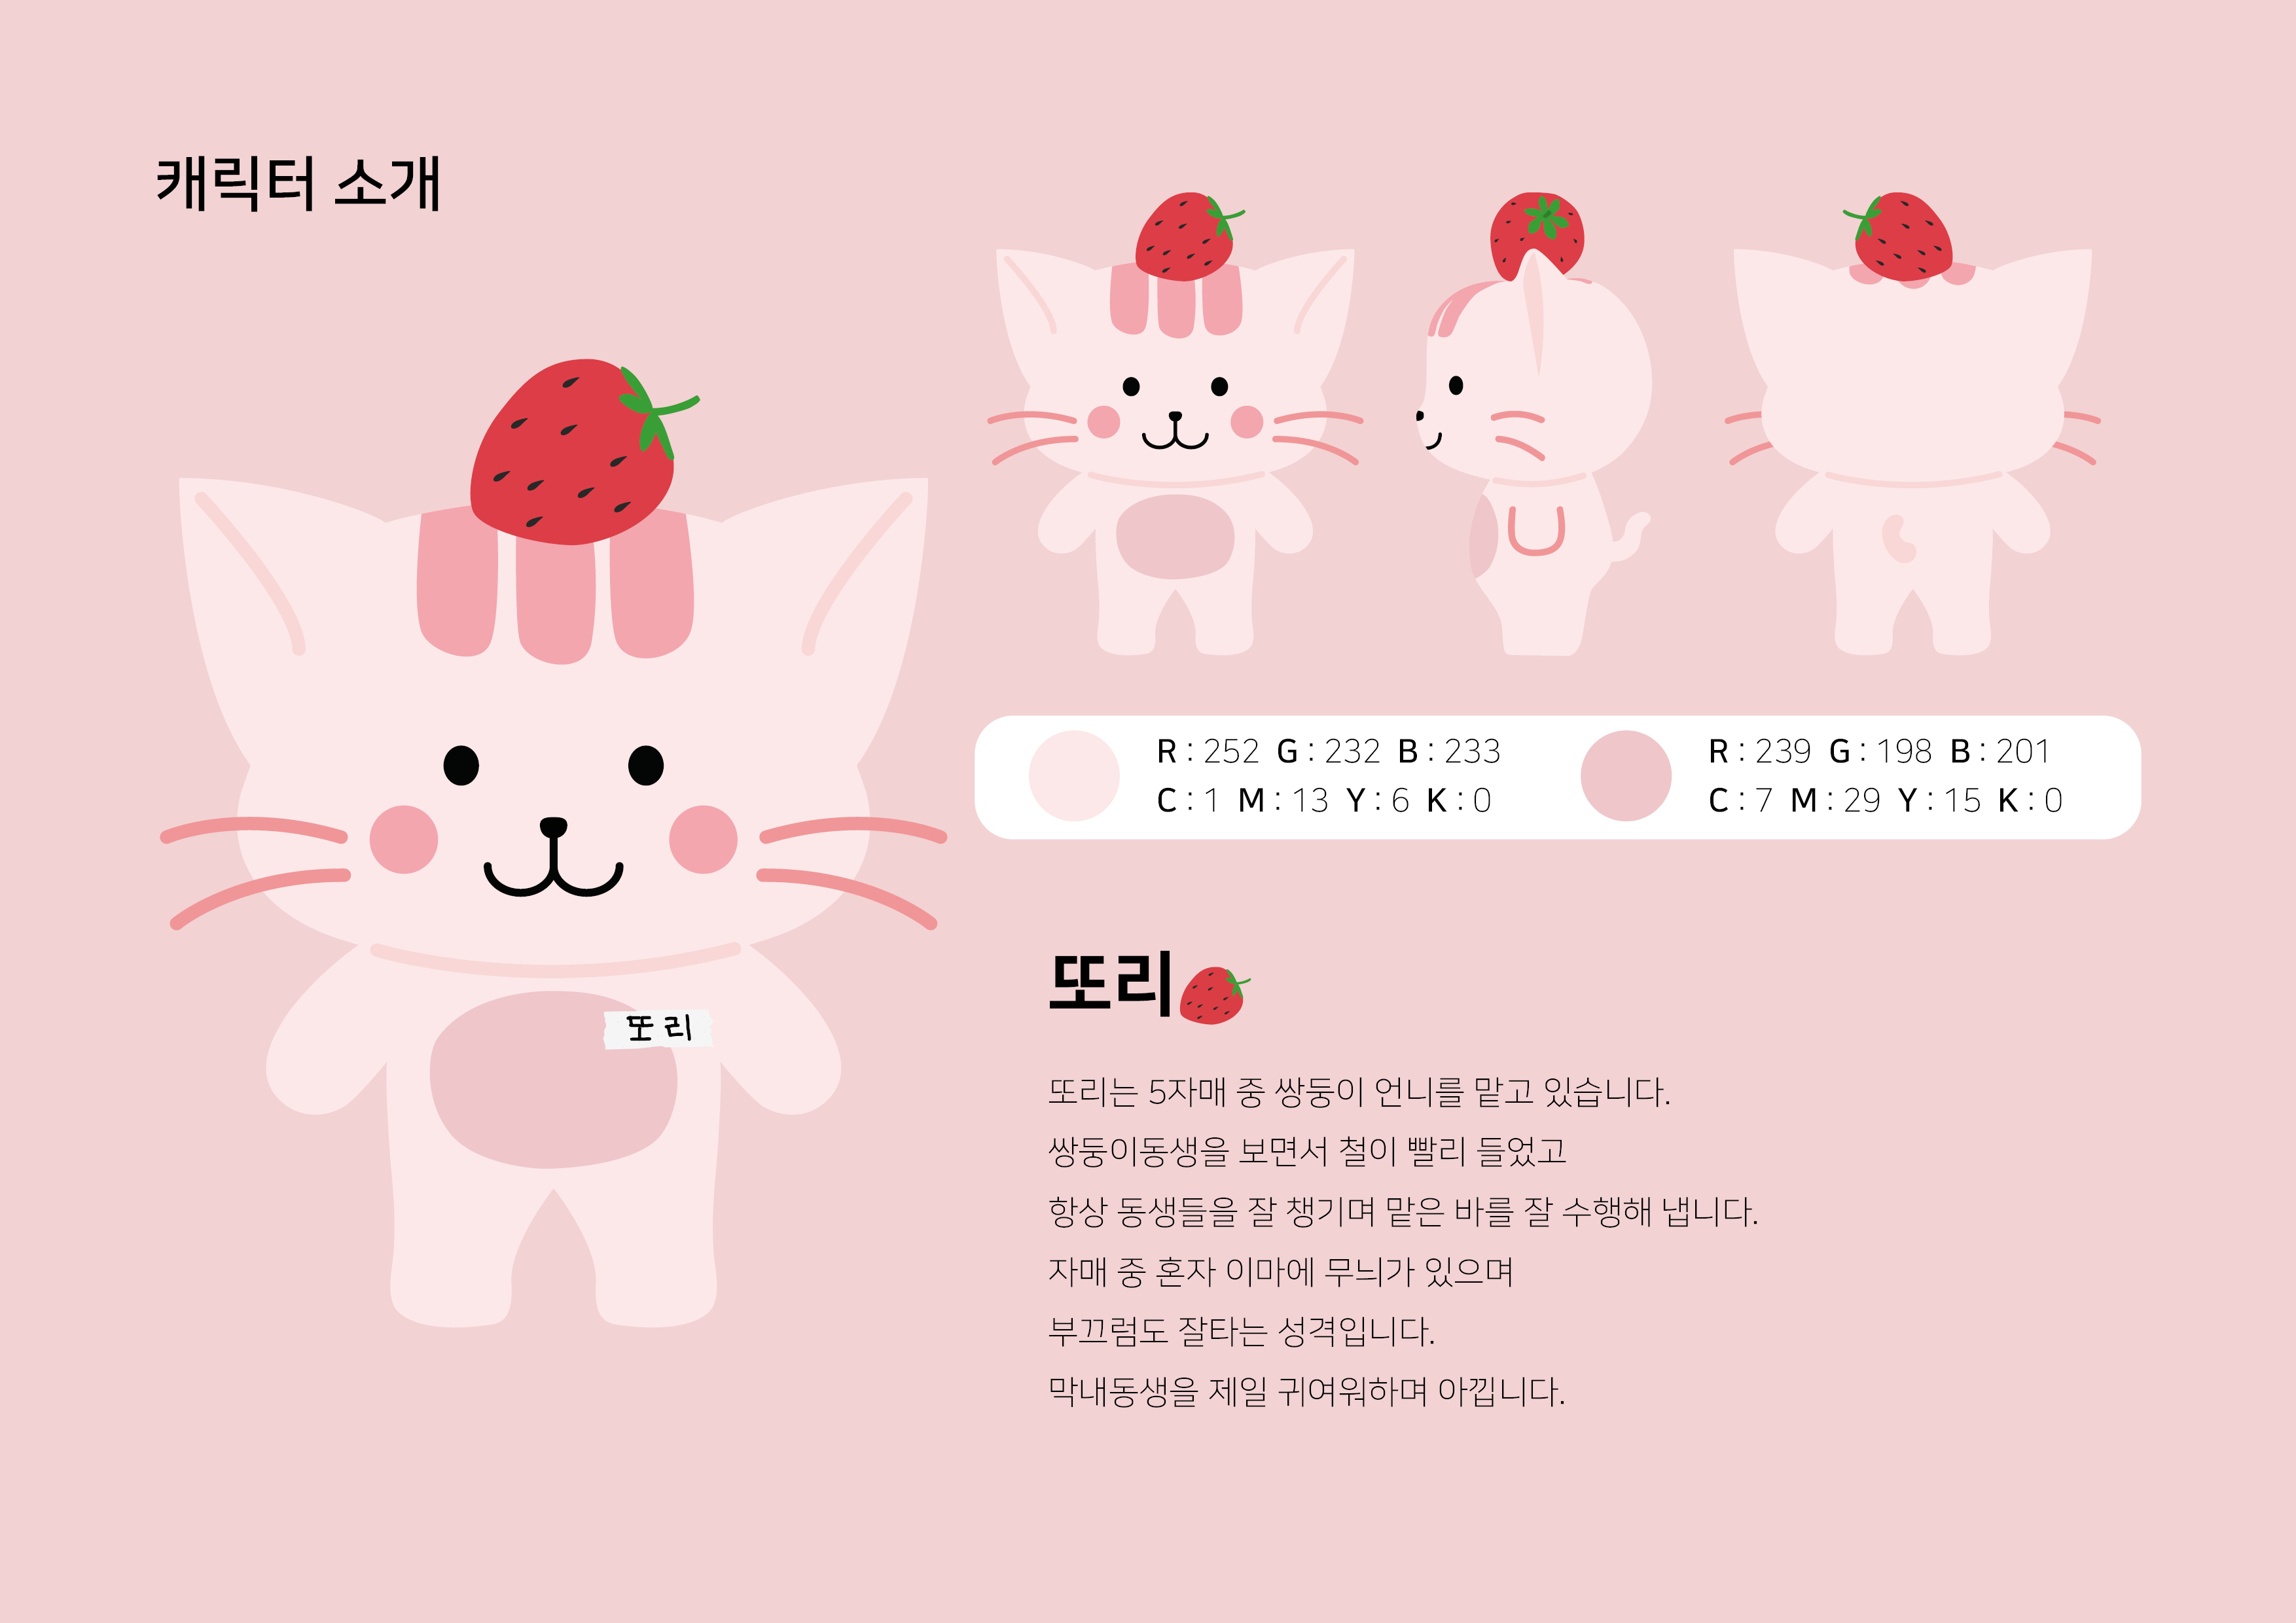 캐릭터 소개
R : 252 G : 232 B : 233
C : 1 M : 13 Y : 6 K : 0
R : 239 G : 198 B : 201
C : 7 M : 29 Y : 15 K : 0
또리
또리
또리는 5자매 중 쌍둥이 언니를 맡고 있습니다.
쌍둥이동생을 보면서 철이 빨리 들었고
항상 동생들을 잘 챙기며 맡은 바를 잘 수행해 냅니다.
자매 중 혼자 이마에 무늬가 있으며
부끄럼도 잘타는 성격입니다.
막내동생을 제일 귀여워하며 아낍니다.